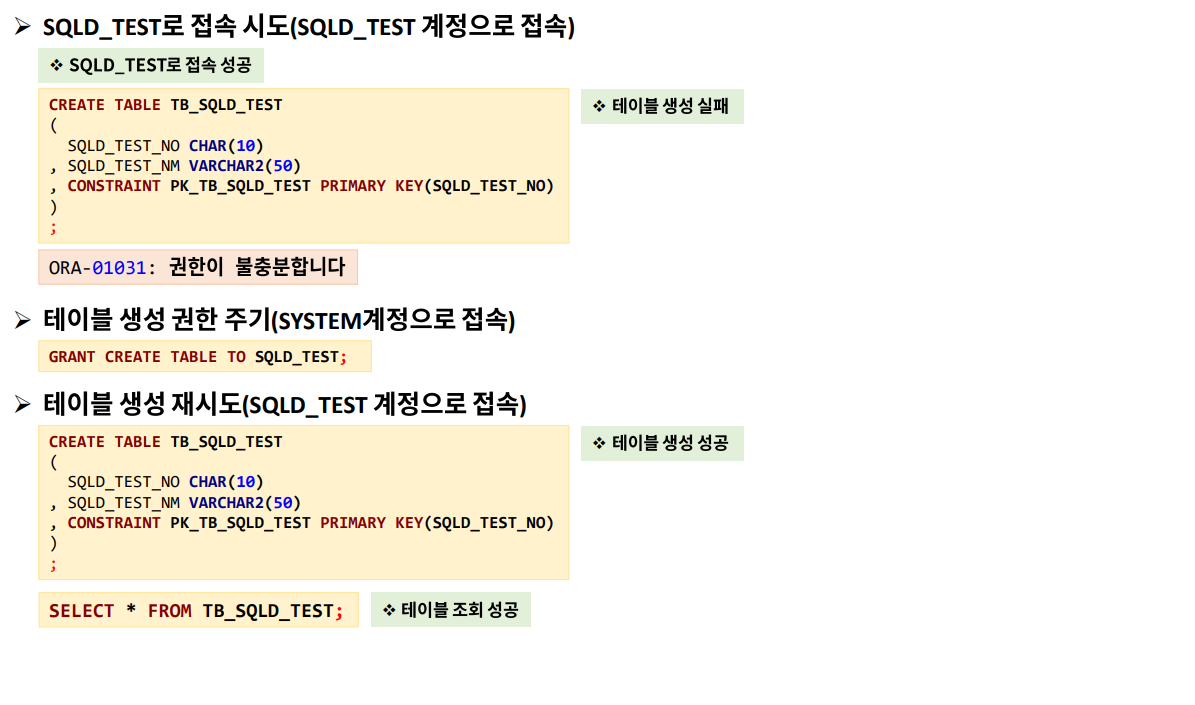 ➢ SQLD_TEST로 접속 시도(SQLD_TEST 계정으로 접속)
❖ SQLD_TEST로 접속 성공
CREATE TABLE TB_SQLD_TEST
(
SQLD_TEST_NO CHAR(10)
, SQLD_TEST_NM VARCHAR2(50)
, CONSTRAINT PK_TB_SQLD_TEST PRIMARY KEY(SQLD_TEST_NO)
)
;
❖ 테이블 생성 실패
ORA-01031: 권한이 불충분합니다
➢ 테이블 생성 권한 주기(SYSTEM계정으로 접속)
GRANT CREATE TABLE TO SQLD_TEST;
➢ 테이블 생성 재시도(SQLD_TEST 계정으로 접속)
CREATE TABLE TB_SQLD_TEST
(
SQLD_TEST_NO CHAR(10)
, SQLD_TEST_NM VARCHAR2(50)
, CONSTRAINT PK_TB_SQLD_TEST PRIMARY KEY(SQLD_TEST_NO)
)
;
❖ 테이블 생성 성공
SELECT * FROM TB_SQLD_TEST;
❖ 테이블 조회 성공